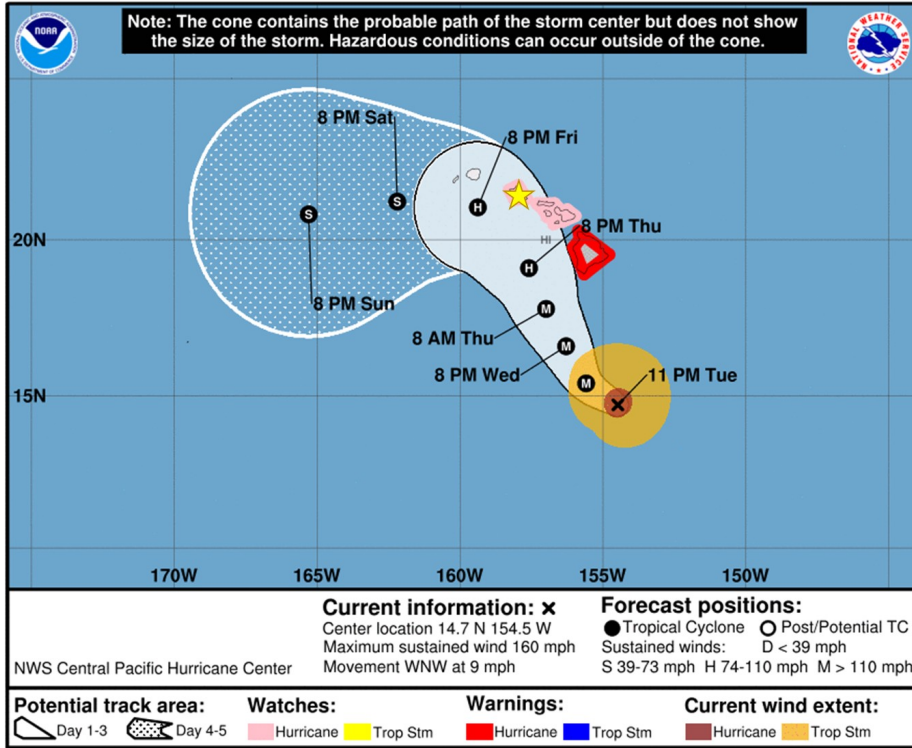 Note: The cone contains the probable path of the storm center but does not show
the size of the storm. Hazardous conditions can occur outside of the cone.
NOAA
NATIONAL WEATHER SERVICE
8 PM Sat
8 PM Fri
S
S
H
20N
HI
8 PM Thu
H
8 PM Sun
M
8 AM Thu
M
8 PM Wed
M
11 PM Tue
15N
170W 165W 160W 155W 150W
Current information: ×
Center location 14.7 N 154.5 W
Maximum sustained wind 160 mph
Movement WNW at 9 mph
Forecast positions:
Tropical Cyclone Post/Potential TC
Sustained winds: D < 39 mph
S 39-73 mph H 74-110 mph M > 110 mph
NWS Central Pacific Hurricane Center
Potential track area:
Day 1-3 Day 4-5
Watches:
Hurricane Trop Stm
Warnings:
Hurricane Trop Stm
Current wind extent:
Hurricane Trop Stm